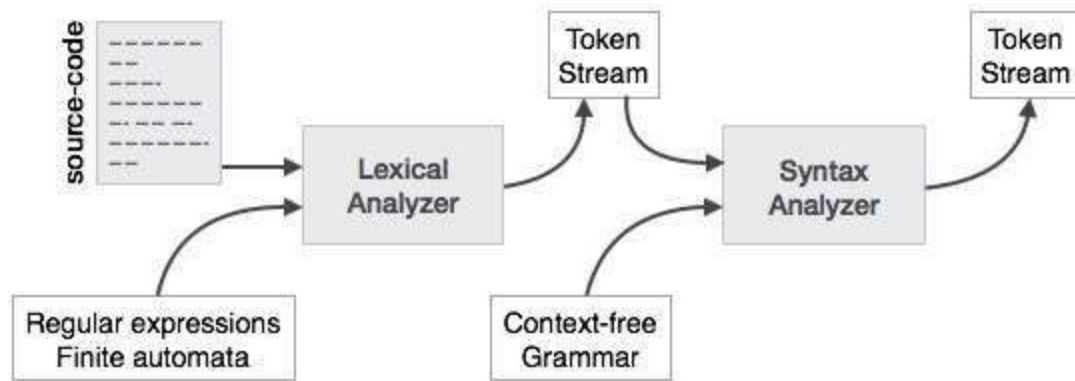 source-code
Token
Stream
Token
Stream
Lexical
Analyzer
Syntax
Analyzer
Regular expressions
Finite automata
Context-free
Grammar